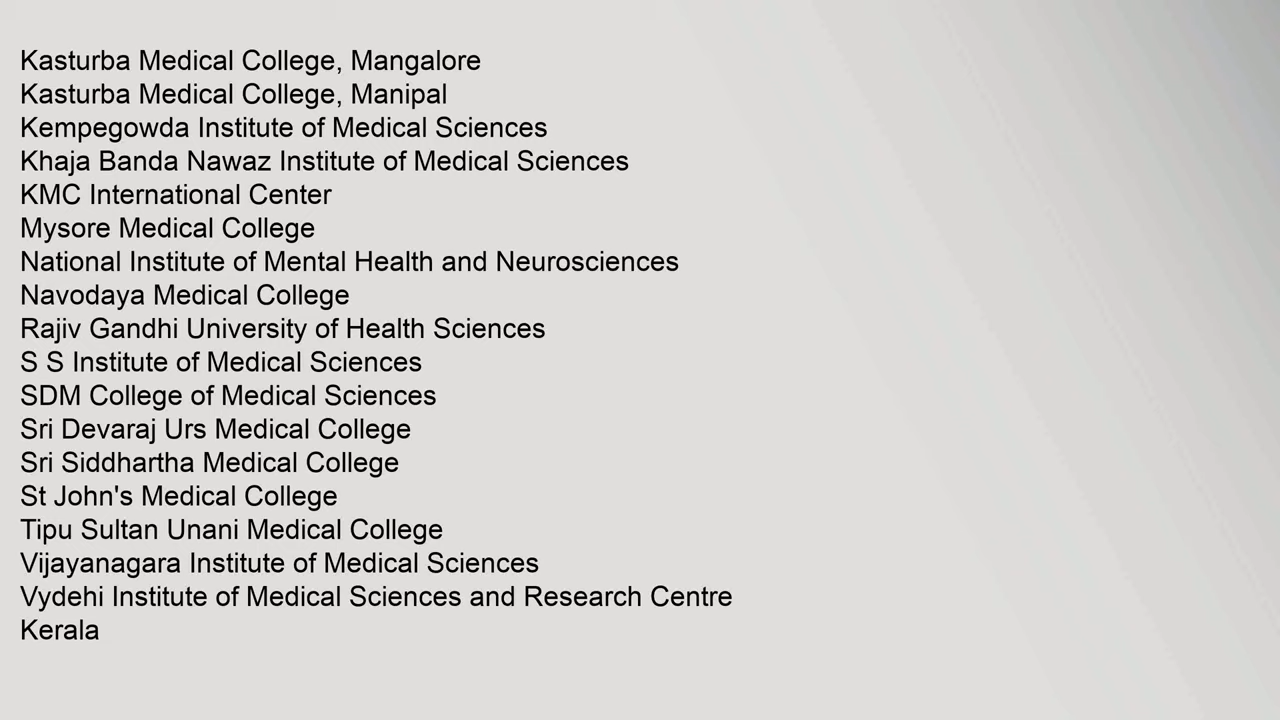 Kasturba Medical College, Mangalore
Kasturba Medical College, Manipal
Kempegowda Institute of Medical Sciences
Khaja Banda Nawaz Institute of Medical Sciences
KMC International Center
Mysore Medical College
National Institute of Mental Health and Neurosciences
Navodaya Medical College
Rajiv Gandhi University of Health Sciences
S S Institute of Medical Sciences
SDM College of Medical Sciences
Sri Devaraj Urs Medical College
Sri Siddhartha Medical College
St John's Medical College
Tipu Sultan Unani Medical College
Vijayanagara Institute of Medical Sciences
Vydehi Institute of Medical Sciences and Research Centre
Kerala